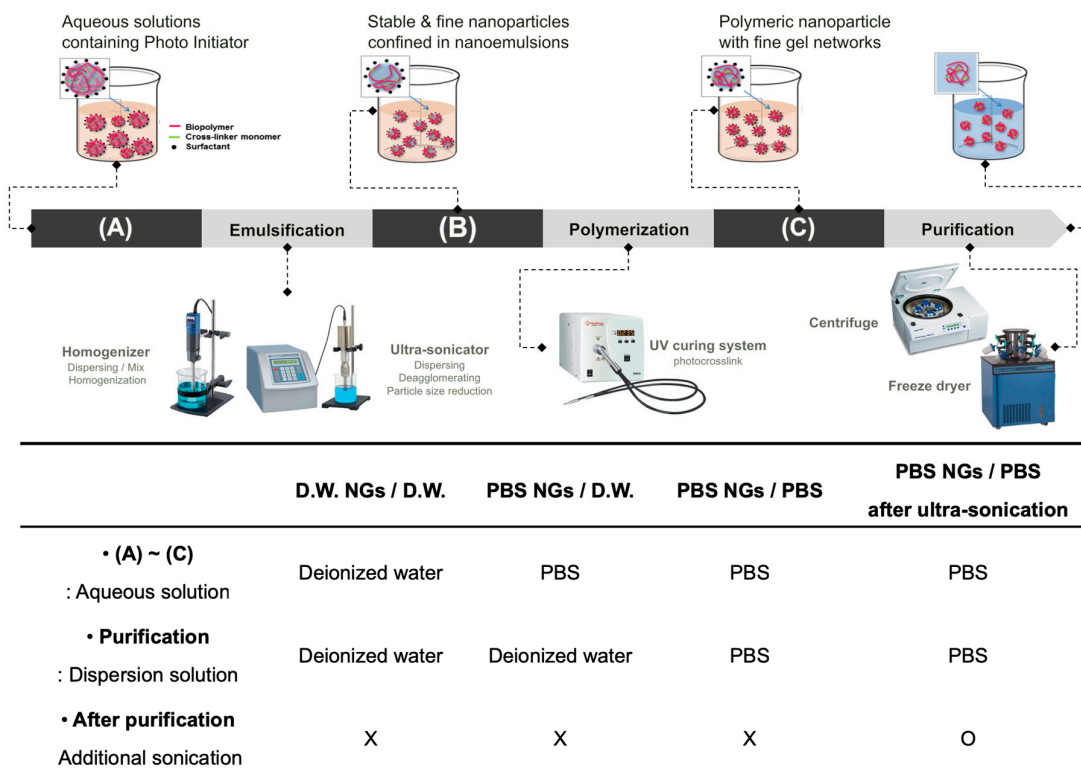 Aqueous solutions
containing Photo Initiator
Stable & fine nanoparticles
confined in nanoemulsions
Polymeric nanoparticle
with fine gel networks
Biopolymer
Cross-linker monomer
Surfactant
(A)
Emulsification
(B)
Polymerization
(C)
Purification
Homogenizer
Dispersing / Mix
Homogenization
Ultra-sonicator
Dispersing
Deagglomerating
Particle size reduction
UV curing system
photocrosslink
Centrifuge
Freeze dryer
D.W. NGs / D.W.
PBS NGs / D.W.
PBS NGs / PBS
PBS NGs / PBS
after ultra-sonication
• (A) ~ (C)
: Aqueous solution
Deionized water
PBS
PBS
PBS
• Purification
: Dispersion solution
Deionized water
Deionized water
PBS
PBS
• After purification
Additional sonication
X
X
X
O